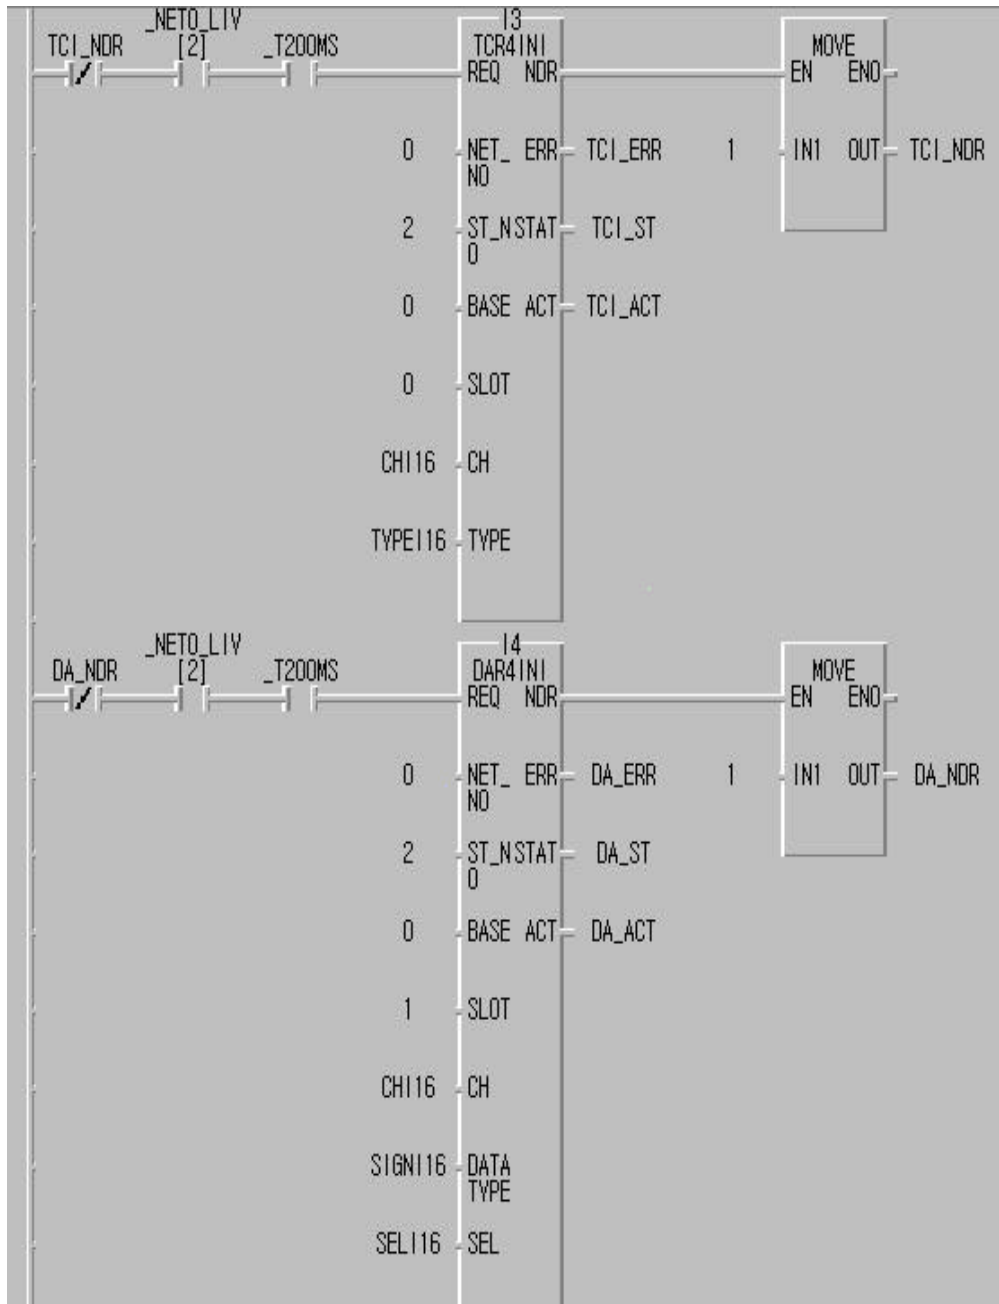 _NET0_LIV I3
TCI_NDR [2] _T200MS TCR4INI MOVE
REQ NDR EN ENO
0 NET_ ERR TCI_ERR 1 IN1 OUT TCI_NDR
NO
2 ST_N STAT TCI_ST
O
0 BASE ACT TCI_ACT
0 SLOT
CHI16 CH
TYPEI16 TYPE
_NET0_LIV I4
DA_NDR [2] _T200MS DAR4INI MOVE
REQ NDR EN ENO
0 NET_ ERR DA_ERR 1 IN1 OUT DA_NDR
NO
2 ST_N STAT DA_ST
O
0 BASE ACT DA_ACT
1 SLOT
CHI16 CH
SIGNI16 DATA
TYPE
SELI16 SEL